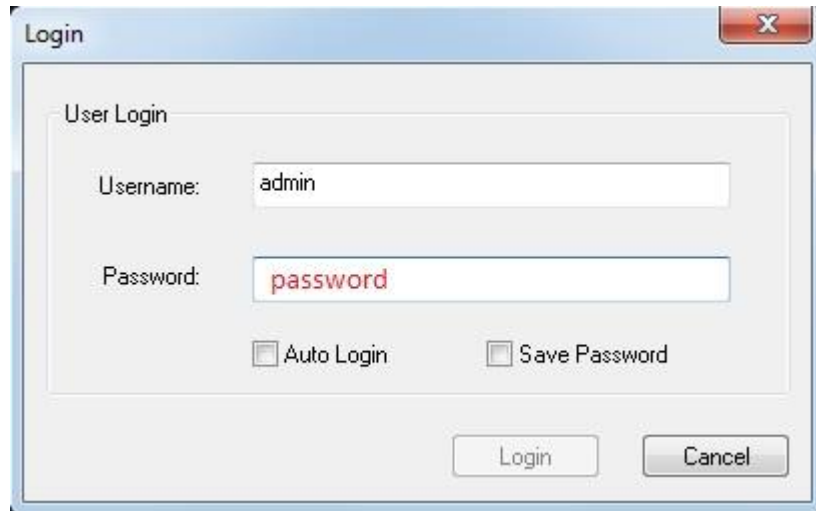 Login
User Login
Username: admin
Password: password
Auto Login Save Password
Login Cancel